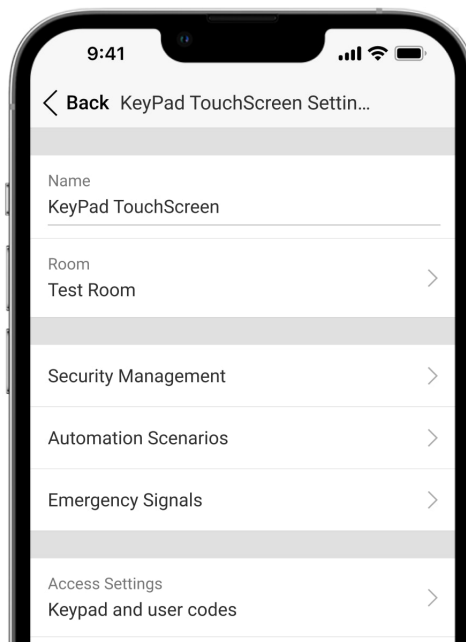 9:41
Back KeyPad TouchScreen Settin...
Name
KeyPad TouchScreen
Room
Test Room
Security Management
Automation Scenarios
Emergency Signals
Access Settings
Keypad and user codes